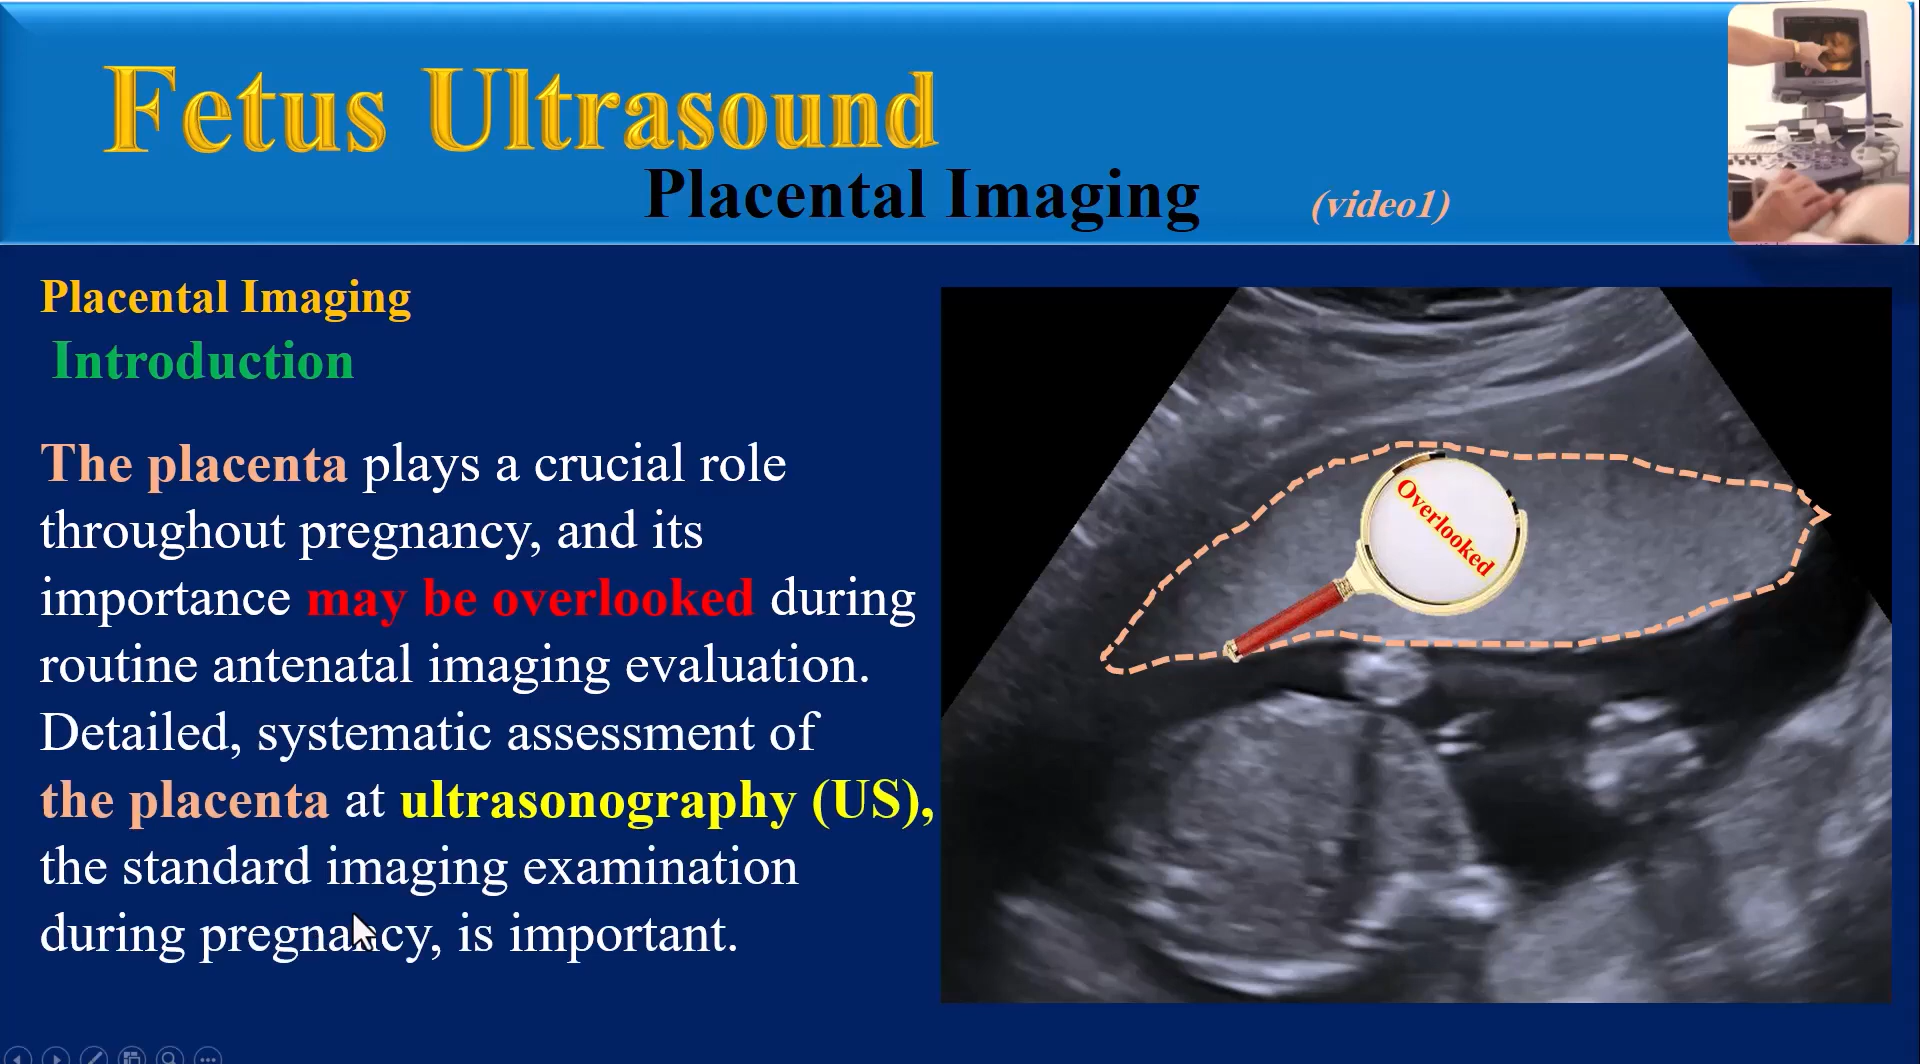 Fetus Ultrasound
Placental Imaging
(video1)
Placental Imaging
Introduction
The placenta plays a crucial role
throughout pregnancy, and its
importance may be overlooked during
routine antenatal imaging evaluation.
Detailed, systematic assessment of
the placenta at ultrasonography (US),
the standard imaging examination
during pregnancy, is important.
Overlooked